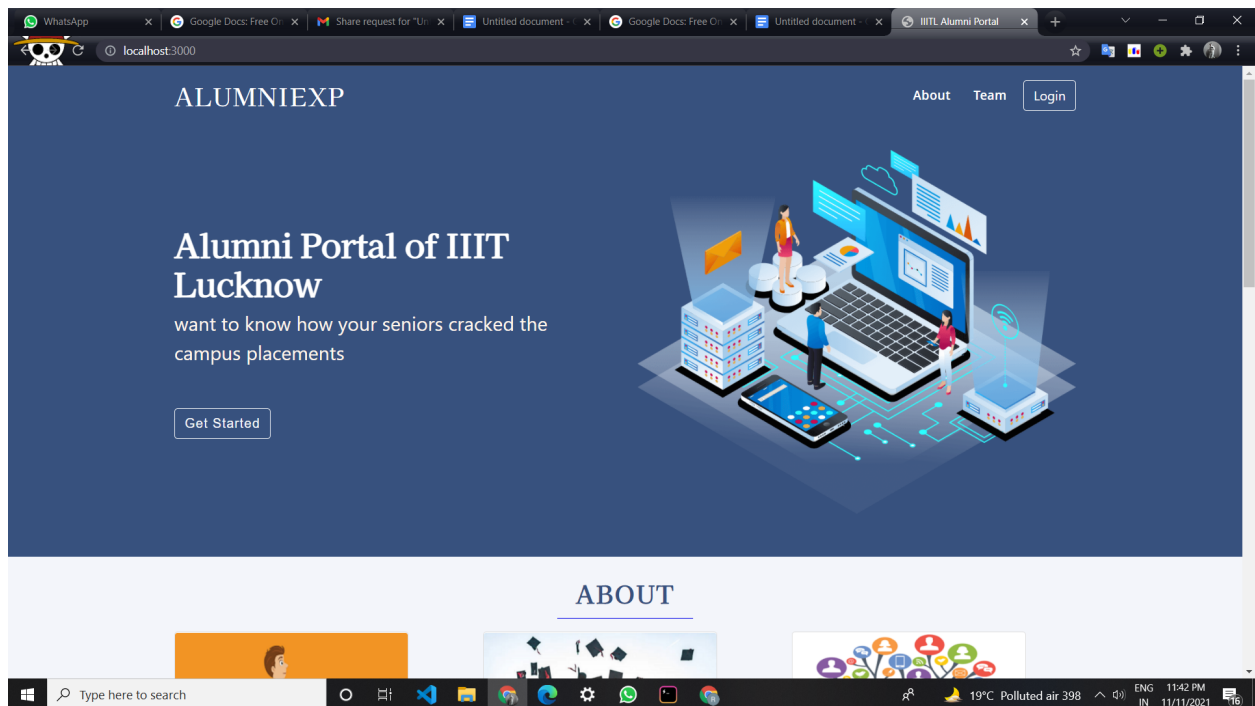 WhatsApp
Google Docs: Free On
Share request for "Un
Untitled document - G
Google Docs: Free On
Untitled document - G
IIITL Alumni Portal
localhost:3000
ALUMNIEXP
About
Team
Login
Alumni Portal of IIIT
Lucknow
want to know how your seniors cracked the
campus placements
Get Started
ABOUT
Type here to search
19°C Polluted air 398
ENG
IN
11:42 PM
11/11/2021
16